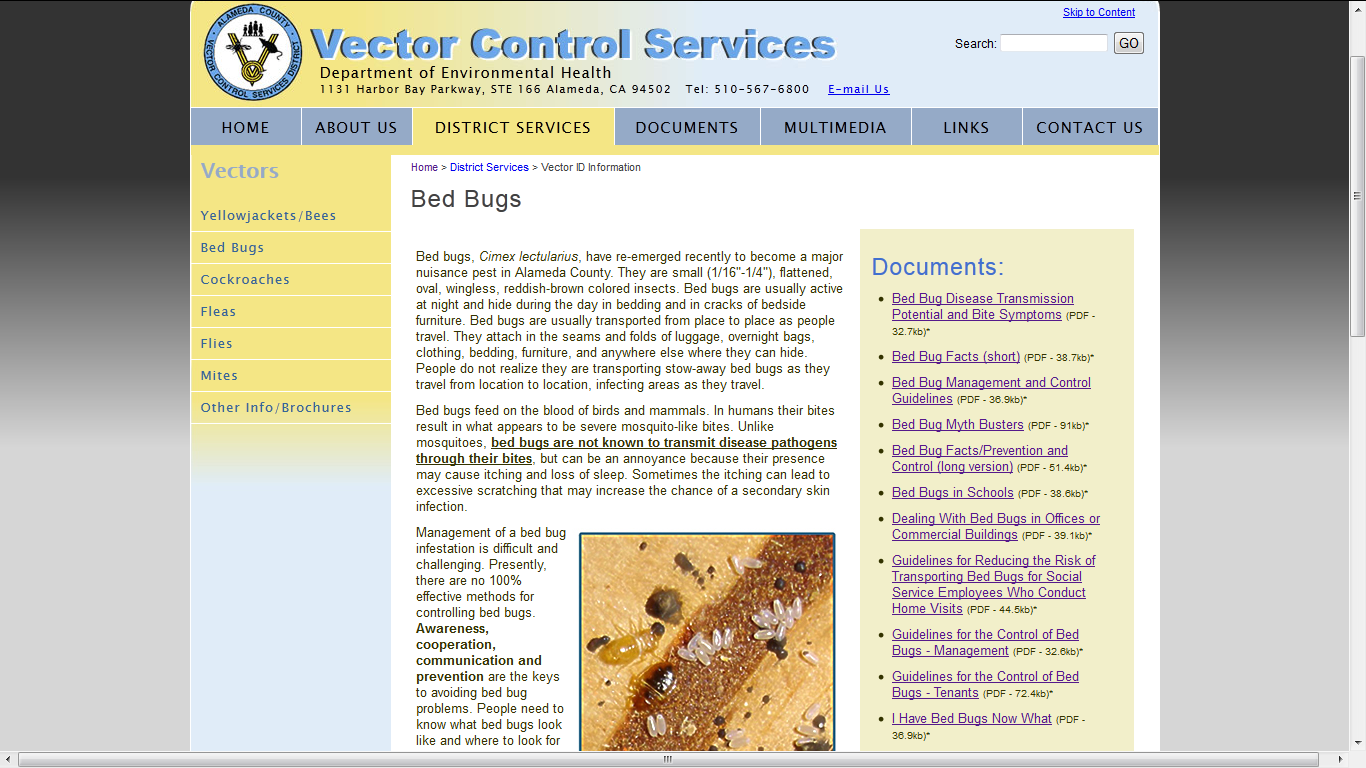 ALAMEDA COUNTY
VECTOR CONTROL SERVICES DISTRICT
Skip to Content
Vector Control Services
Search:
GO
Department of Environmental Health
1131 Harbor Bay Parkway, STE 166 Alameda, CA 94502 Tel: 510-567-6800 E-mail Us
HOME
ABOUT US
DISTRICT SERVICES
DOCUMENTS
MULTIMEDIA
LINKS
CONTACT US
Vectors
Yellowjackets/Bees
Bed Bugs
Cockroaches
Fleas
Flies
Mites
Other Info/Brochures
Home > District Services > Vector ID Information
Bed Bugs
Bed bugs, Cimex lectularius, have re-emerged recently to become a major
nuisance pest in Alameda County. They are small (1/16"-1/4"), flattened,
oval, wingless, reddish-brown colored insects. Bed bugs are usually active
at night and hide during the day in bedding and in cracks of bedside
furniture. Bed bugs are usually transported from place to place as people
travel. They attach in the seams and folds of luggage, overnight bags,
clothing, bedding, furniture, and anywhere else where they can hide.
People do not realize they are transporting stow-away bed bugs as they
travel from location to location, infecting areas as they travel.
Bed bugs feed on the blood of birds and mammals. In humans their bites
result in what appears to be severe mosquito-like bites. Unlike
mosquitoes, bed bugs are not known to transmit disease pathogens
through their bites, but can be an annoyance because their presence
may cause itching and loss of sleep. Sometimes the itching can lead to
excessive scratching that may increase the chance of a secondary skin
infection.
Management of a bed bug
infestation is difficult and
challenging. Presently,
there are no 100%
effective methods for
controlling bed bugs.
Awareness,
cooperation,
communication and
prevention are the keys
to avoiding bed bug
problems. People need to
know what bed bugs look
like and where to look for
Documents:
Bed Bug Disease Transmission
Potential and Bite Symptoms (PDF -
32.7kb)*
Bed Bug Facts (short) (PDF - 38.7kb)*
Bed Bug Management and Control
Guidelines (PDF - 36.9kb)*
Bed Bug Myth Busters (PDF - 91kb)*
Bed Bug Facts/Prevention and
Control (long version) (PDF - 51.4kb)*
Bed Bugs in Schools (PDF - 38.6kb)*
Dealing With Bed Bugs in Offices or
Commercial Buildings (PDF - 39.1kb)*
Guidelines for Reducing the Risk of
Transporting Bed Bugs for Social
Service Employees Who Conduct
Home Visits (PDF - 44.5kb)*
Guidelines for the Control of Bed
Bugs - Management (PDF - 32.6kb)*
Guidelines for the Control of Bed
Bugs - Tenants (PDF - 72.4kb)*
I Have Bed Bugs Now What (PDF -
36.9kb)*